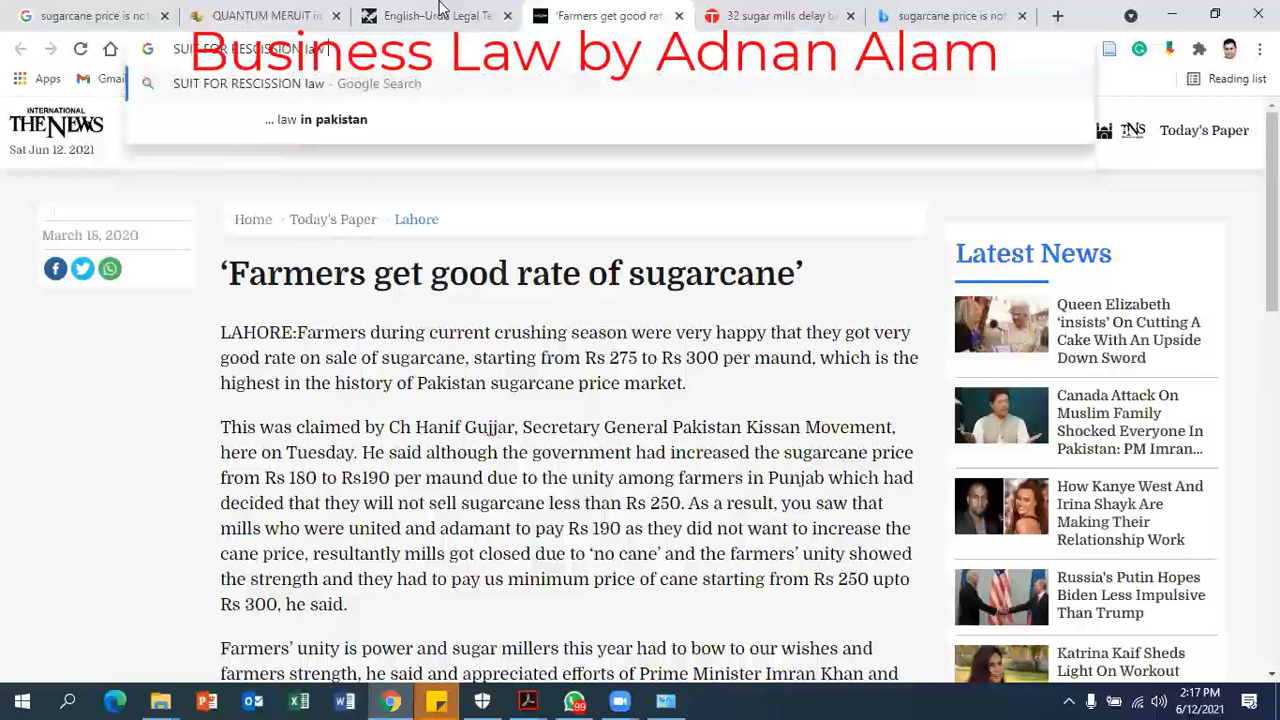 sugarcane price is not
QUANTUM MERUIT in
English–Urdu Legal Te
'Farmers get good rat
32 sugar mills delay b
sugarcane price is not
SUIT FOR RESCISSION law
Business Law by Adnan Alam
SUIT FOR RESCISSION law - Google Search
... law in pakistan
Apps
Gmai
Reading list
INTERNATIONAL
THE NEWS
Sat Jun 12. 2021
TNS
Today's Paper
March 18, 2020
Home
Today's Paper
Lahore
‘Farmers get good rate of sugarcane’
LAHORE:Farmers during current crushing season were very happy that they got very
good rate on sale of sugarcane, starting from Rs 275 to Rs 300 per maund, which is the
highest in the history of Pakistan sugarcane price market.
This was claimed by Ch Hanif Gujjar, Secretary General Pakistan Kissan Movement,
here on Tuesday. He said although the government had increased the sugarcane price
from Rs 180 to Rs190 per maund due to the unity among farmers in Punjab which had
decided that they will not sell sugarcane less than Rs 250. As a result, you saw that
mills who were united and adamant to pay Rs 190 as they did not want to increase the
cane price, resultantly mills got closed due to ‘no cane’ and the farmers’ unity showed
the strength and they had to pay us minimum price of cane starting from Rs 250 upto
Rs 300, he said.
Farmers’ unity is power and sugar millers this year had to bow to our wishes and
farmers strength, he said and appreciated efforts of Prime Minister Imran Khan and
Latest News
Queen Elizabeth
‘insists’ On Cutting A
Cake With An Upside
Down Sword
Canada Attack On
Muslim Family
Shocked Everyone In
Pakistan: PM Imran...
How Kanye West And
Irina Shayk Are
Making Their
Relationship Work
Russia's Putin Hopes
Biden Less Impulsive
Than Trump
Katrina Kaif Sheds
Light On Workout
99
2:17 PM
6/12/2021